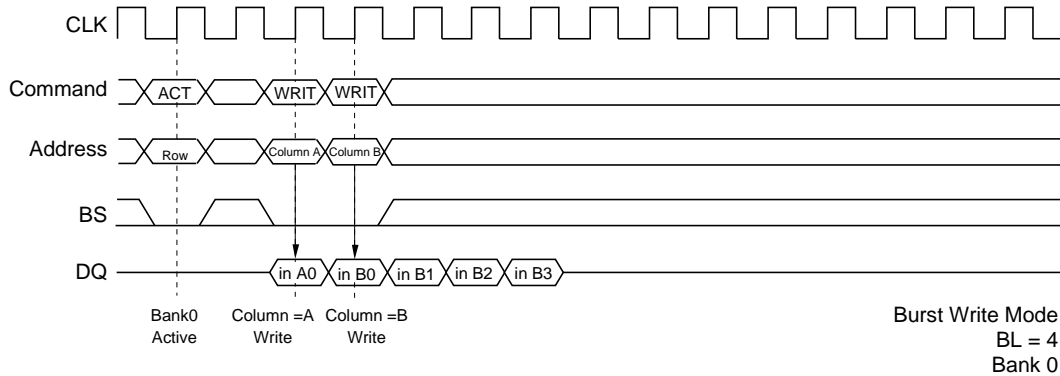 CLK
Command ACT WRIT WRIT
Address Row Column A Column B
BS
DQ in A0 in B0 in B1 in B2 in B3
Bank0 Column =A Column =B
Active Write Write
Burst Write Mode
BL = 4
Bank 0